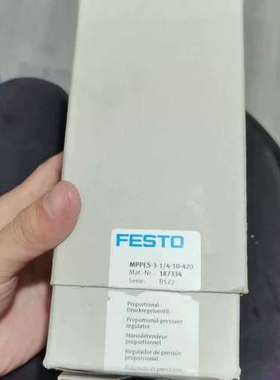 FESTO
MPPES-3-1/4-10-420
Mat.-Nr. 187334
Serie:
Proportional-
Druckregelventil
Proportional pressure
regulator
Manodétendeur
proportionnel
Regulador de presión
proporcional